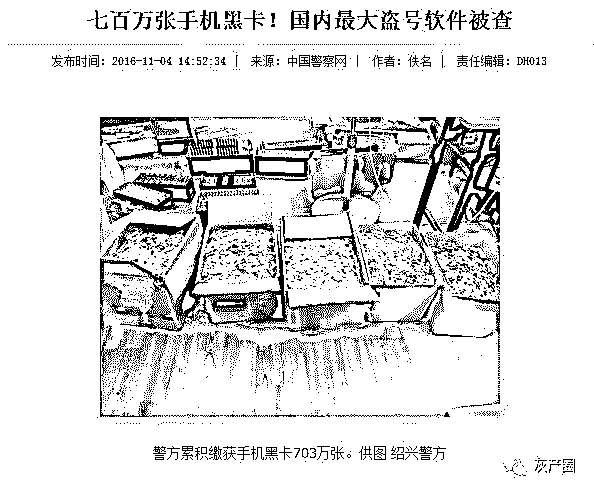 七百万张手机黑卡！国内最大盗号软件被查
发布时间：2016-11-04 14:52:34 | 来源：中国警察网 | 作者：佚名 | 责任编辑：DH013
警方累积缴获手机黑卡703万张。供图 绍兴警方
灰产圈